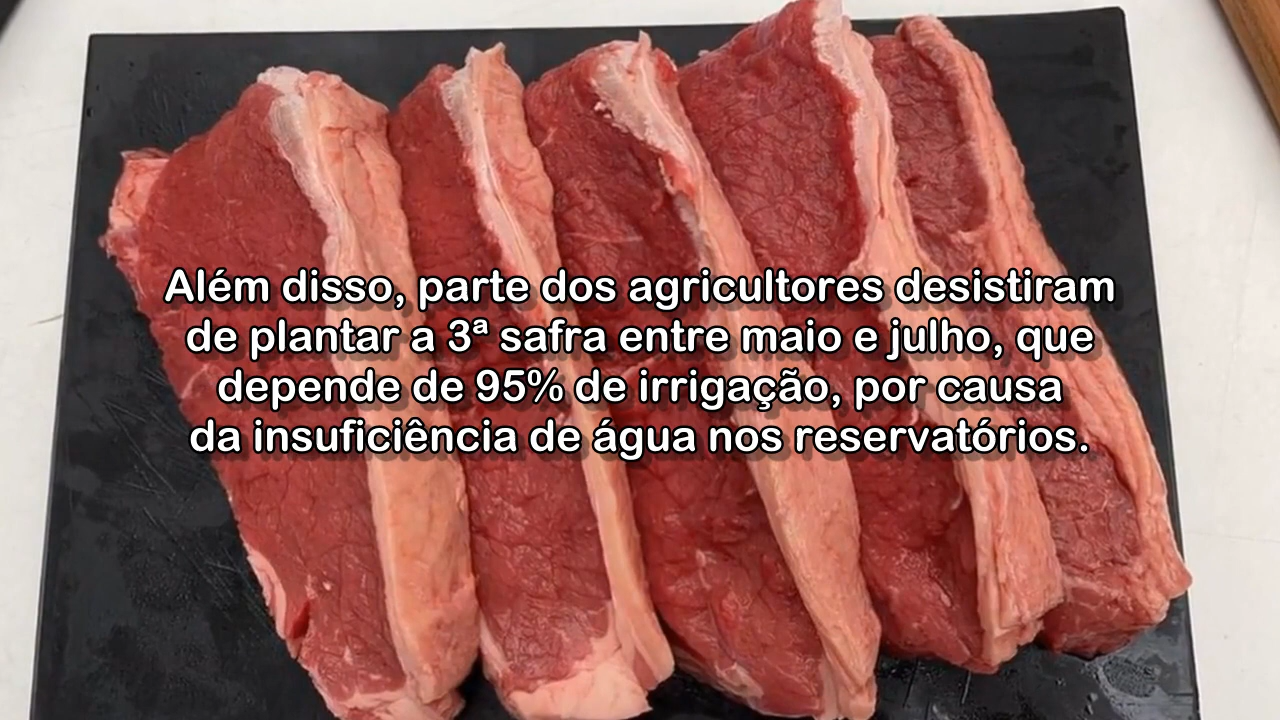 Além disso, parte dos agricultores desistiram
de plantar a 3ª safra entre maio e julho, que
depende de 95% de irrigação, por causa
da insuficiência de água nos reservatórios.